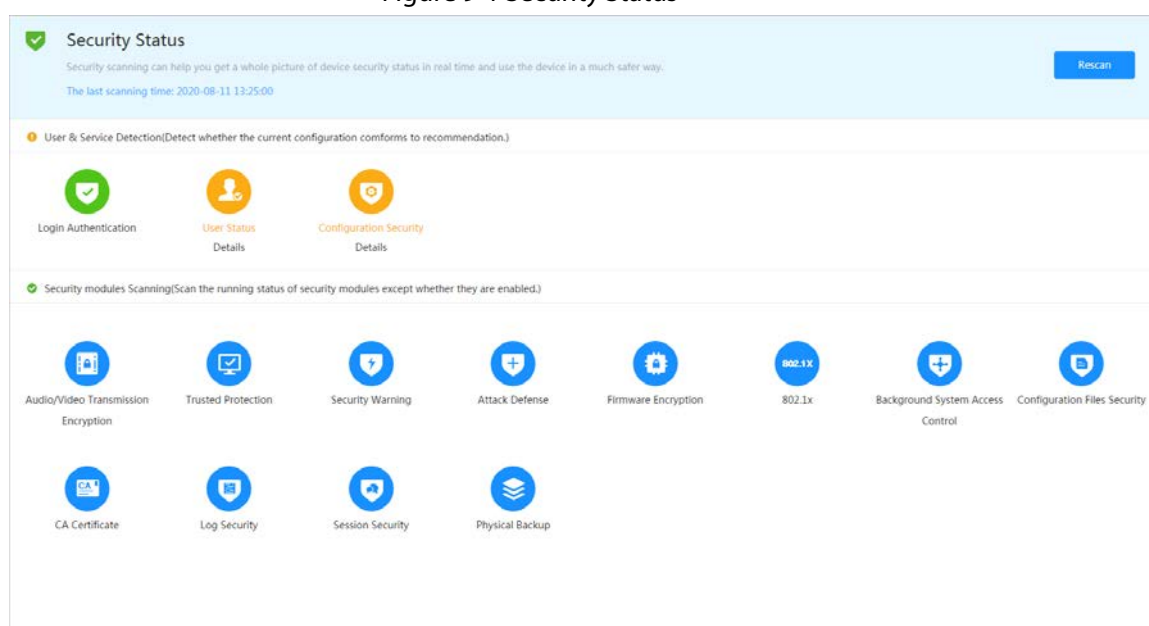 Security Status
Security scanning can help you get a whole picture of device security status in real time and use the device in a much safer way.
The last scanning time: 2020-08-11 13:25:00
Rescan
User & Service Detection(Detect whether the current configuration comforms to recommendation.)
Login Authentication
User Status
Configuration Security
Details
Details
Security modules Scanning(Scan the running status of security modules except whether they are enabled.)
802.1X
Audio/Video Transmission
Encryption
Trusted Protection
Security Warning
Attack Defense
Firmware Encryption
802.1x
Background System Access
Control
Configuration Files Security
CA
CA Certificate
Log Security
Session Security
Physical Backup